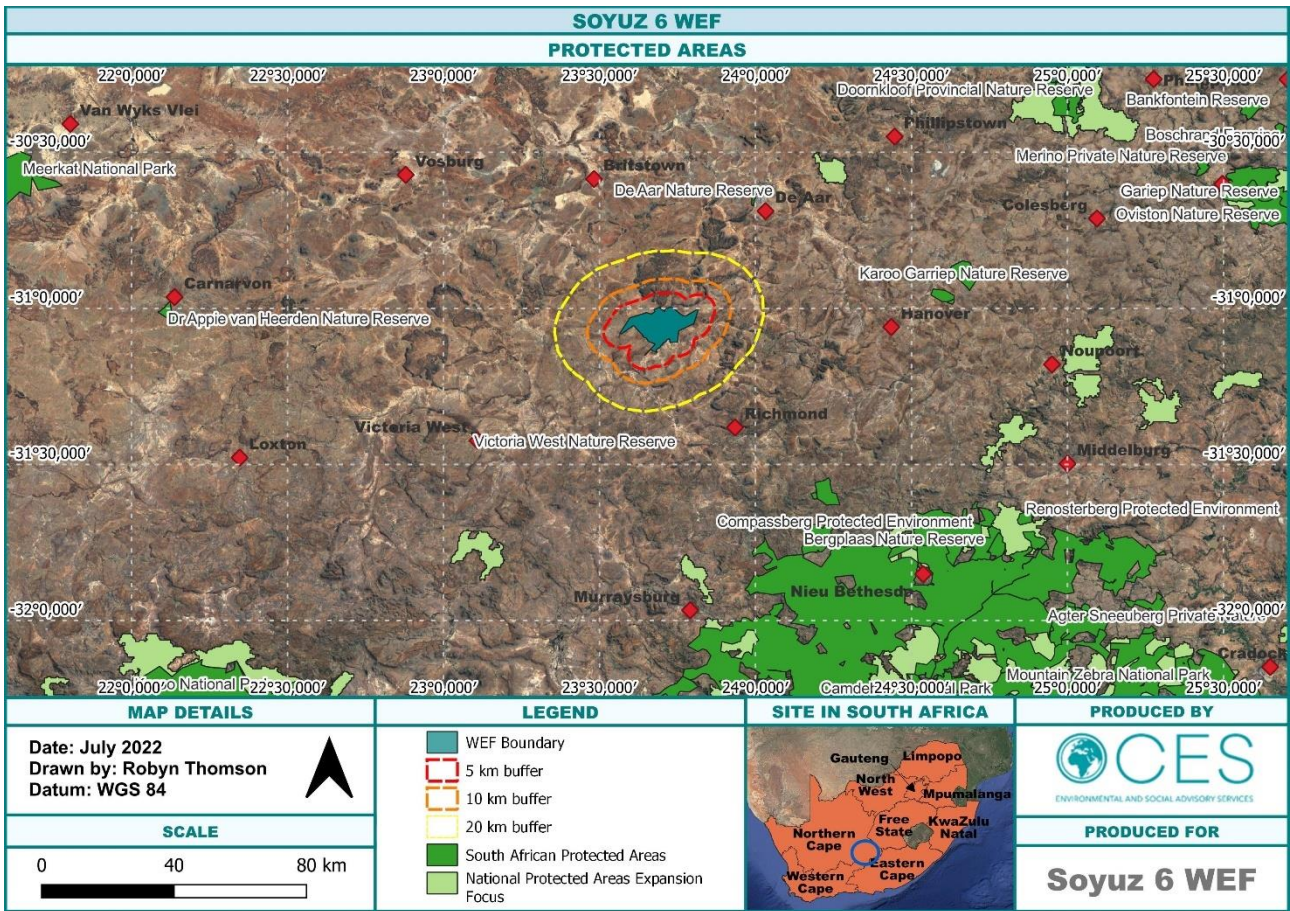 SOYUZ 6 WEF
PROTECTED AREAS
22°0,000′ 22°30,000′ 23°0,000′ 23°30,000′ 24°0,000′ 24°30,000′ 25°0,000′ 25°30,000′
Doornkloof Provincial Nature Reserve
Bankfontein Reserve
Van Wyks Vlei
Phillipstown
-30°30,000′ -30°30,000′
Merino Private Nature Reserve
Meerkat National Park
Vosburg
Britstown
De Aar Nature Reserve
De Aar
Gariep Nature Reserve
Colesberg
Oviston Nature Reserve
Karoo Garriep Nature Reserve
Carnarvon
-31°0,000′ -31°0,000′
Dr Appie van Heerden Nature Reserve
Hanover
Noupoort
Richmond
Victoria West
Victoria West Nature Reserve
Loxton
-31°30,000′ -31°30,000′
Middelburg
Renosterberg Protected Environment
Compassberg Protected Environment
Bergplaas Nature Reserve
Nieu Bethesda
Murraysburg
-32°0,000′ -32°0,000′
Agter Sneeuberg Private
Cradock
Mountain Zebra National Park
22°0,000′ 22°30,000′ 23°0,000′ 23°30,000′ 24°0,000′ 24°30,000′ 25°0,000′ 25°30,000′
MAP DETAILS
Date: July 2022
Drawn by: Robyn Thomson
Datum: WGS 84
SCALE
0 40 80 km
LEGEND
WEF Boundary
5 km buffer
10 km buffer
20 km buffer
South African Protected Areas
National Protected Areas Expansion
Focus
SITE IN SOUTH AFRICA
Limpopo
Gauteng
North
West
Mpumalanga
Free
State
KwaZulu
Natal
Northern
Cape
Eastern
Cape
Western
Cape
PRODUCED BY
CES
ENVIRONMENTAL AND SOCIAL ADVISORY SERVICES
PRODUCED FOR
Soyuz 6 WEF